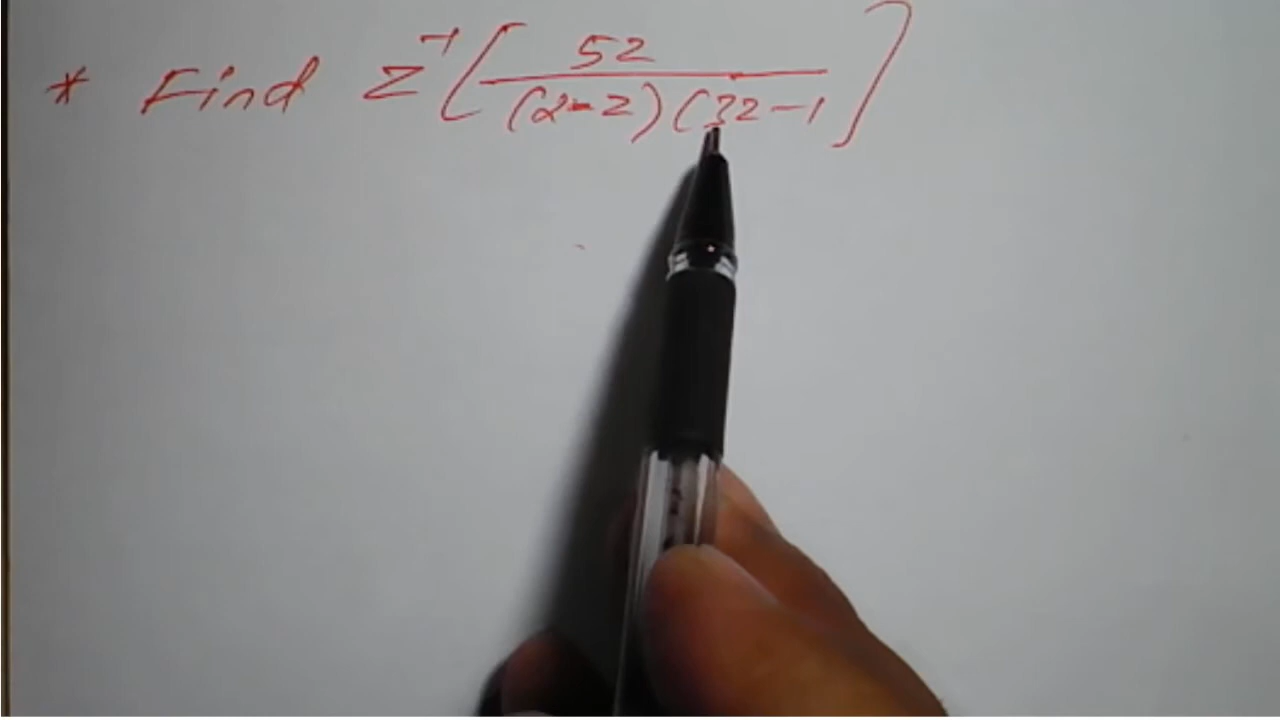 * Find Z⁻¹[ 5z / (2-z)(3z-1 ]